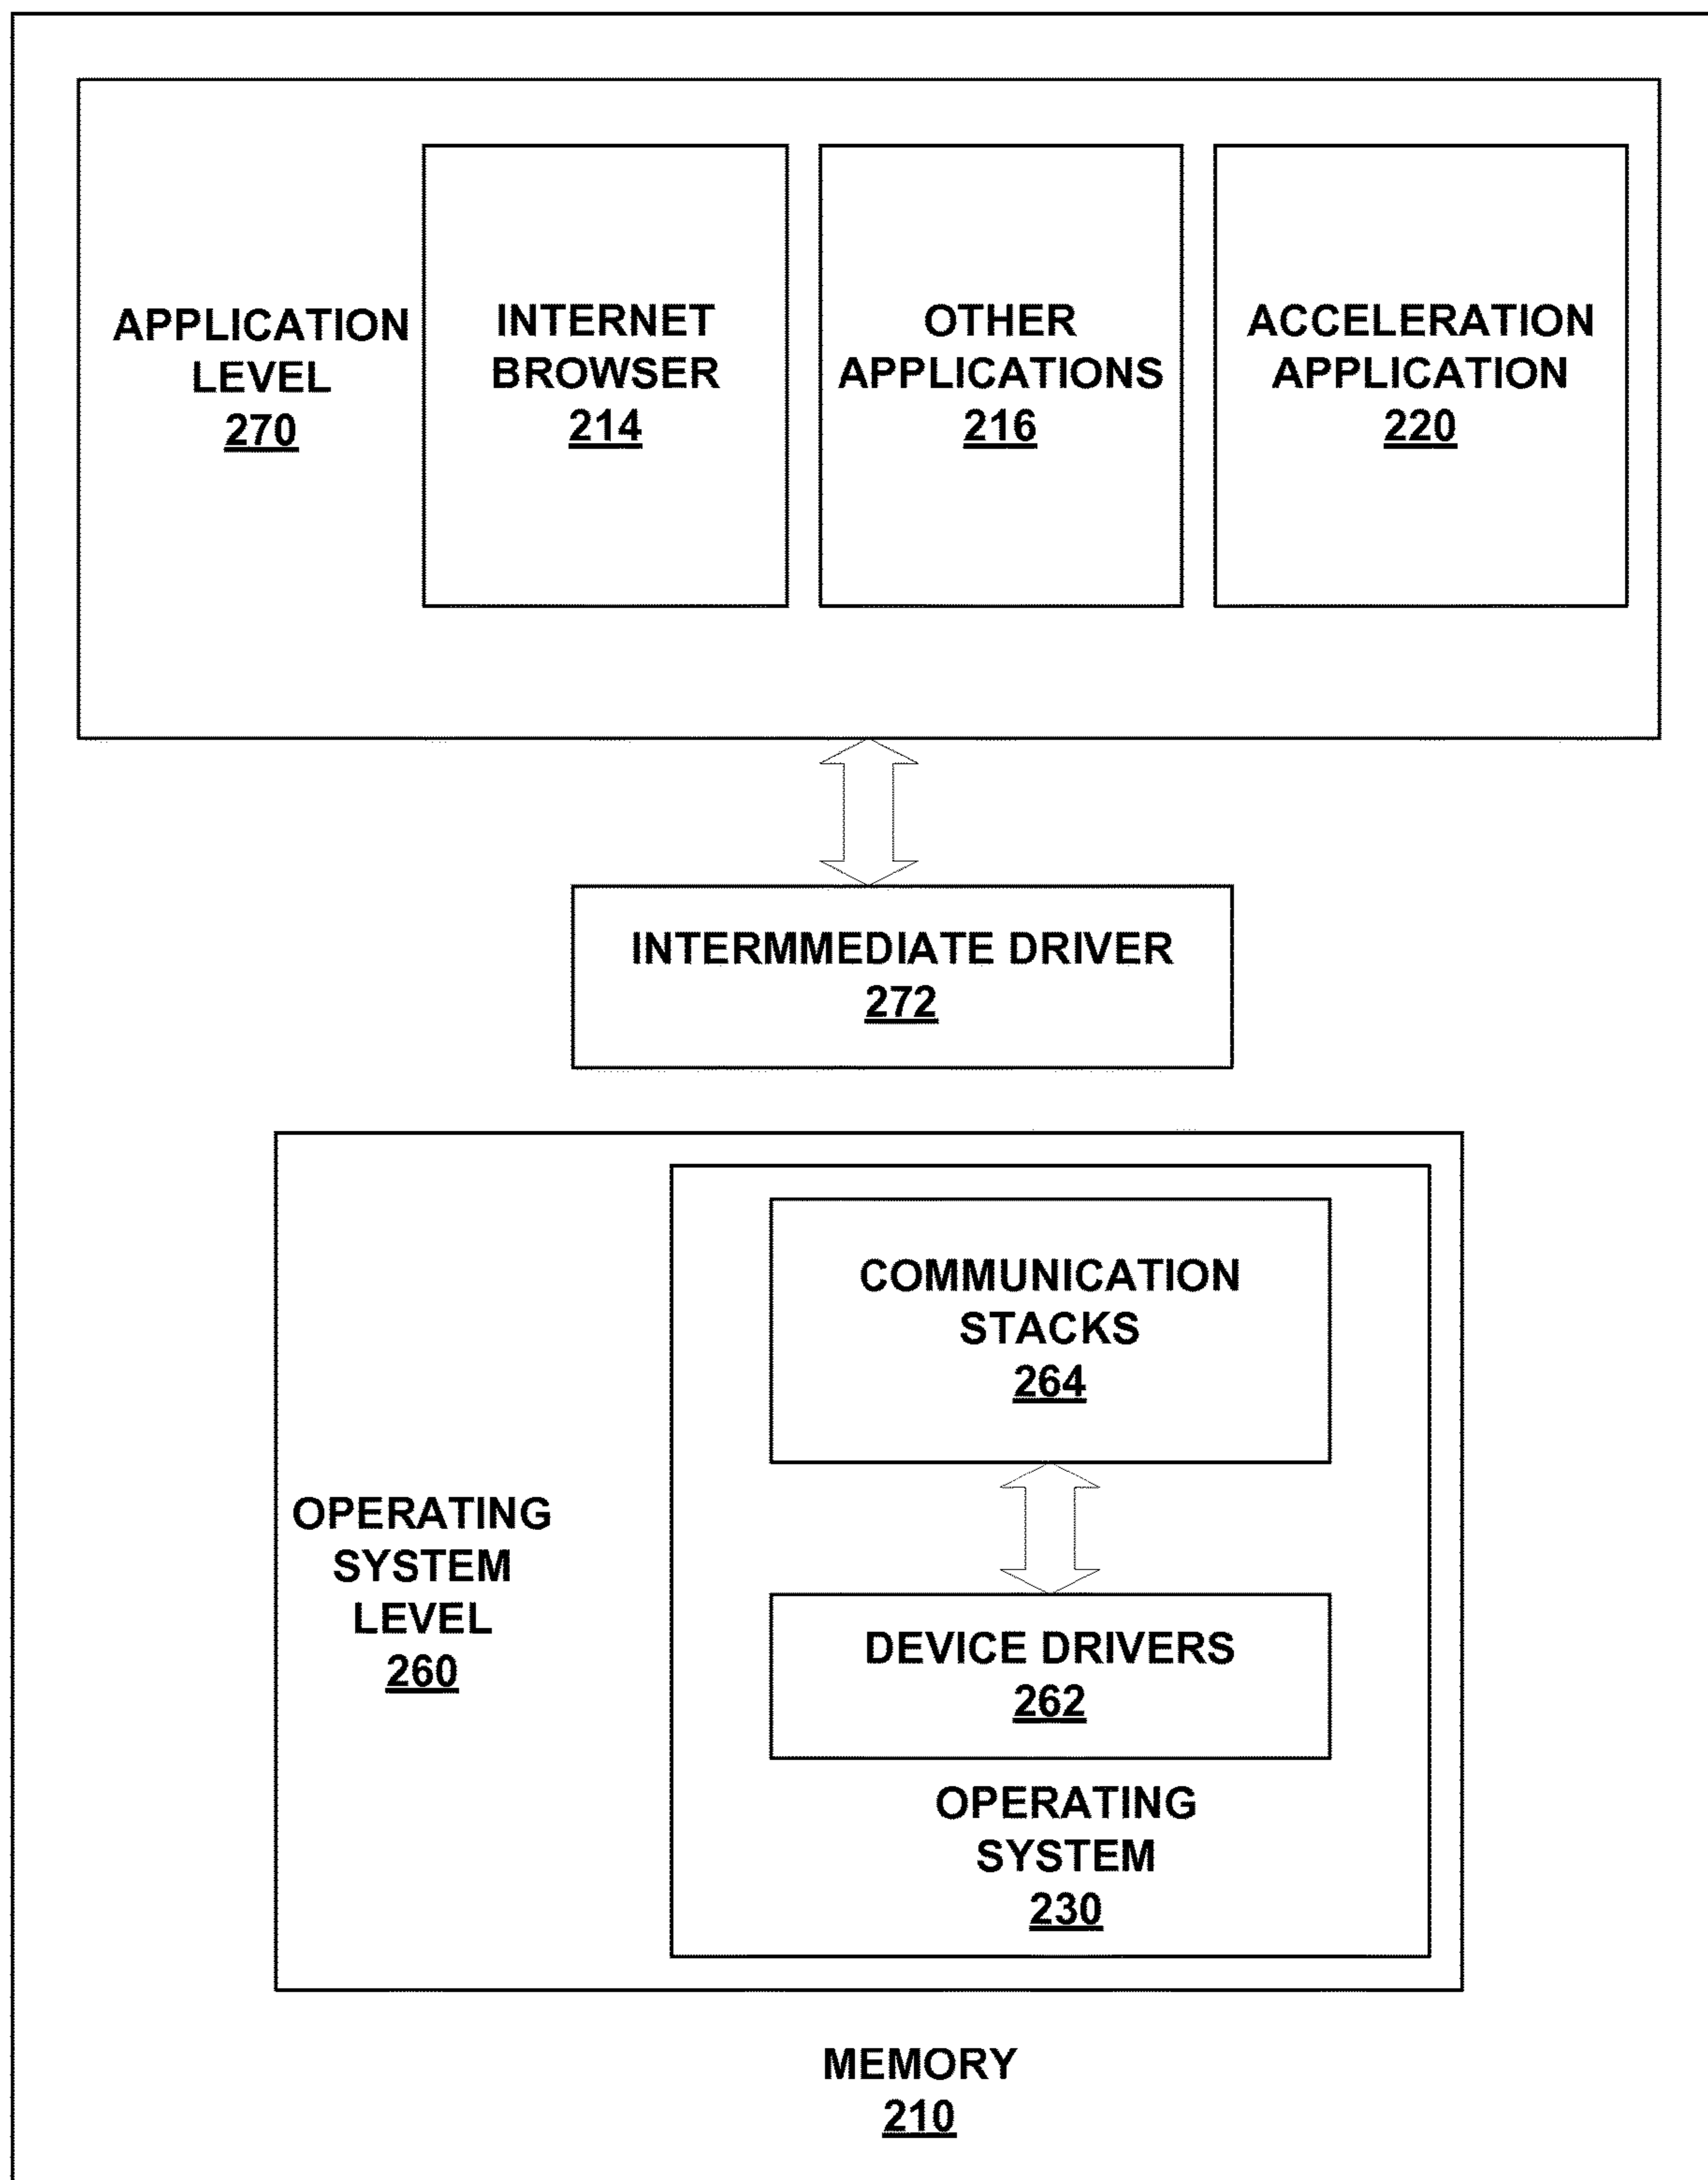 APPLICATION
LEVEL
270
INTERNET
BROWSER
214
OTHER
APPLICATIONS
216
ACCELERATION
APPLICATION
220
INTERMMEDIATE DRIVER
272
COMMUNICATION
STACKS
264
OPERATING
SYSTEM
LEVEL
260
DEVICE DRIVERS
262
OPERATING
SYSTEM
230
MEMORY
210